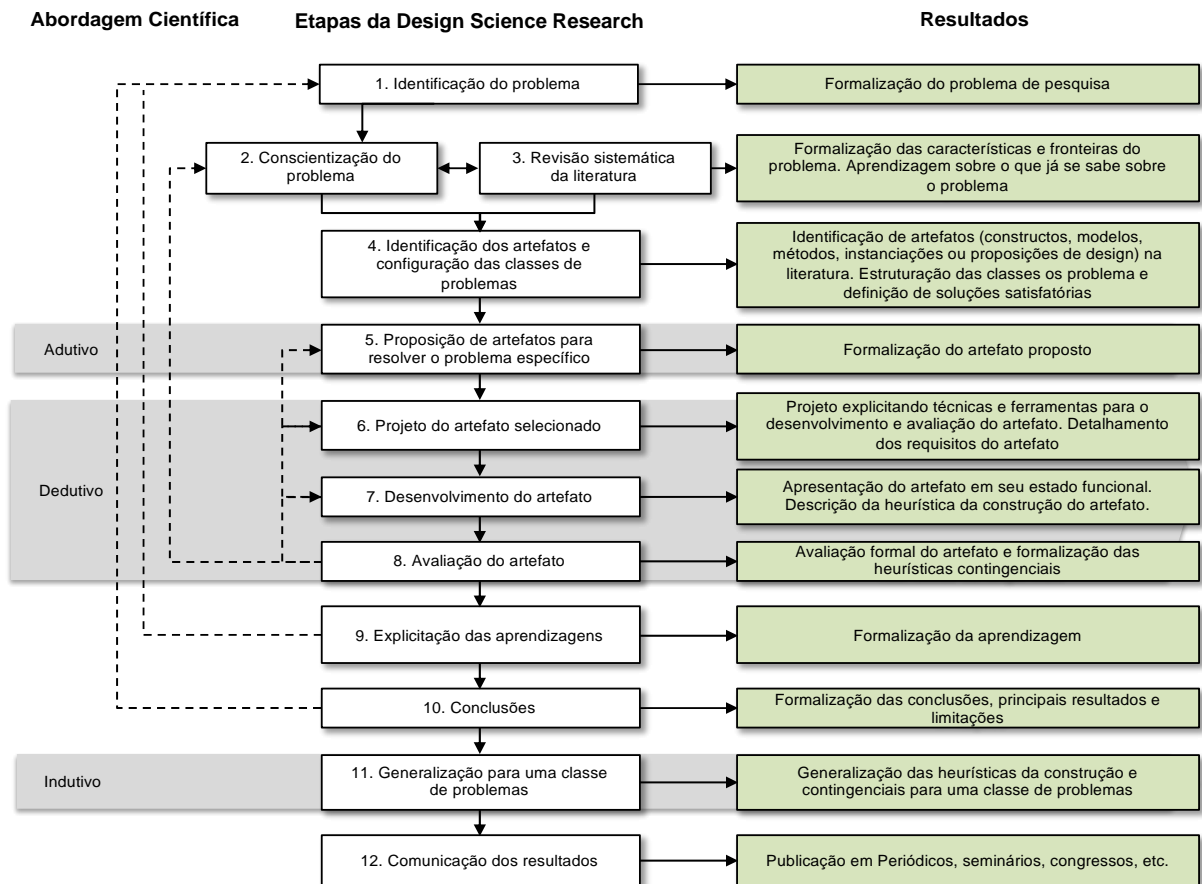 Abordagem Científica
Etapas da Design Science Research
Resultados
1. Identificação do problema
Formalização do problema de pesquisa
2. Conscientização do
problema
3. Revisão sistemática
da literatura
Formalização das características e fronteiras do
problema. Aprendizagem sobre o que já se sabe sobre
o problema
4. Identificação dos artefatos e
configuração das classes de
problemas
Identificação de artefatos (constructos, modelos,
métodos, instanciações ou proposições de design) na
literatura. Estruturação das classes os problema e
definição de soluções satisfatórias
Adutivo
5. Proposição de artefatos para
resolver o problema específico
Formalização do artefato proposto
6. Projeto do artefato selecionado
Projeto explicitando técnicas e ferramentas para o
desenvolvimento e avaliação do artefato. Detalhamento
dos requisitos do artefato
Dedutivo
7. Desenvolvimento do artefato
Apresentação do artefato em seu estado funcional.
Descrição da heurística da construção do artefato.
8. Avaliação do artefato
Avaliação formal do artefato e formalização das
heurísticas contingenciais
9. Explicitação das aprendizagens
Formalização da aprendizagem
10. Conclusões
Formalização das conclusões, principais resultados e
limitações
Indutivo
11. Generalização para uma classe
de problemas
Generalização das heurísticas da construção e
contingenciais para uma classe de problemas
12. Comunicação dos resultados
Publicação em Periódicos, seminários, congressos, etc.